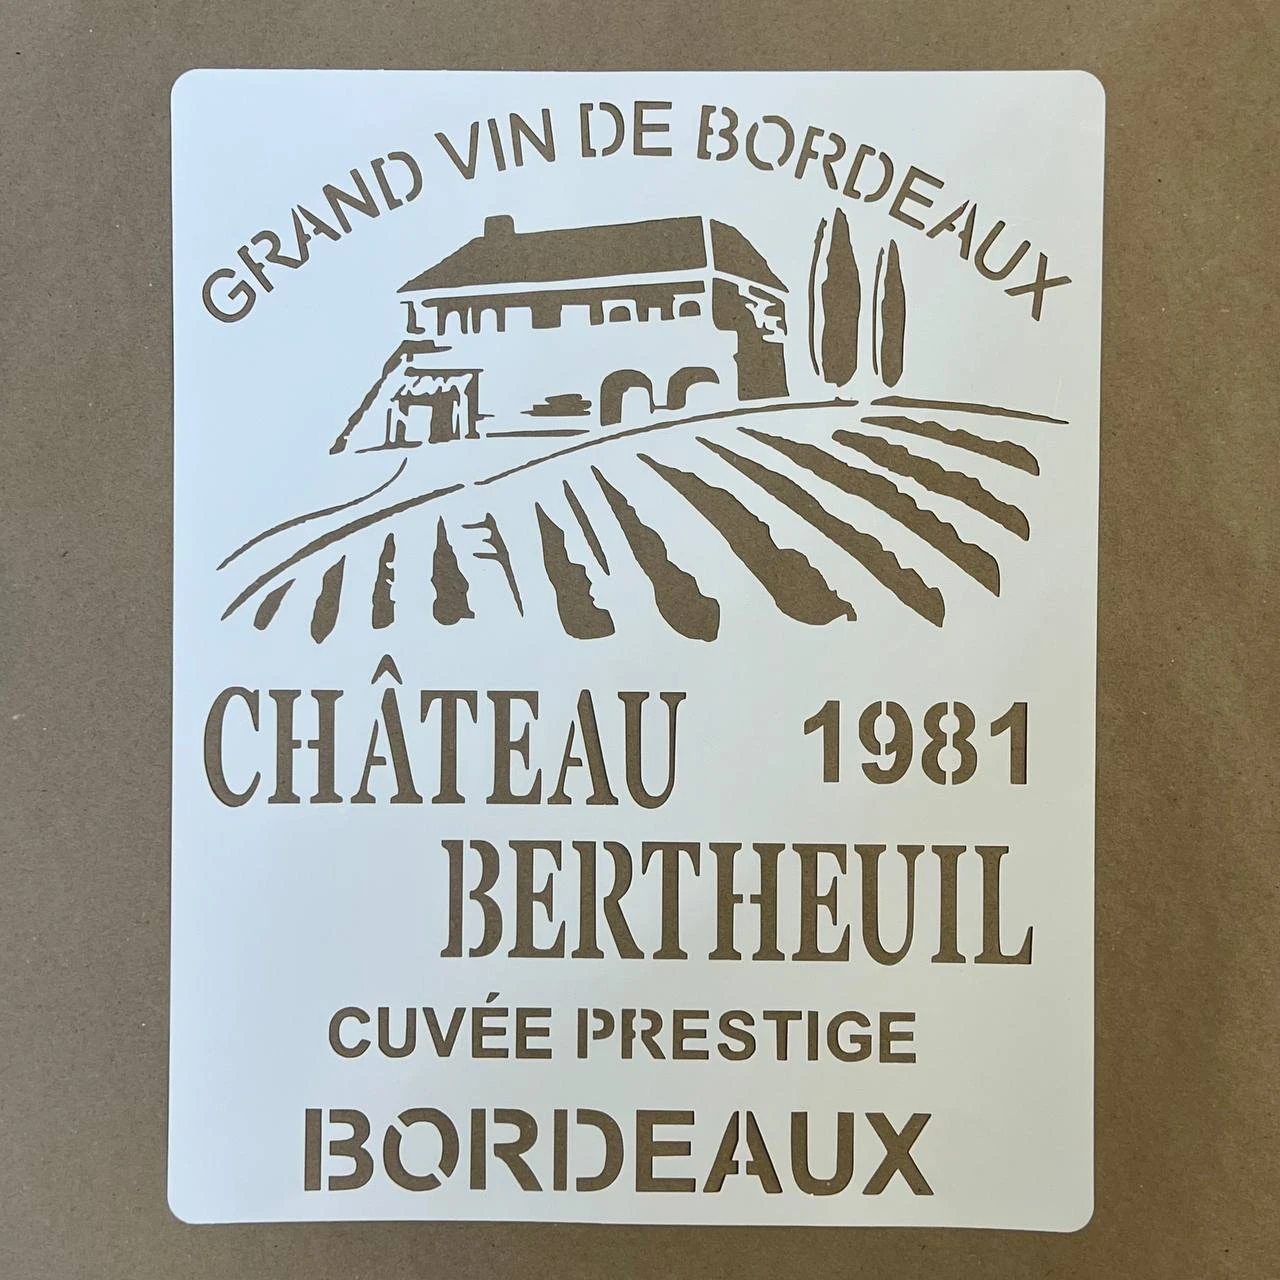 GRAND VIN DE BORDEAUX
CHÂTEAU 1981
BERTHEUIL
CUVÉE PRESTIGE
BORDEAUX